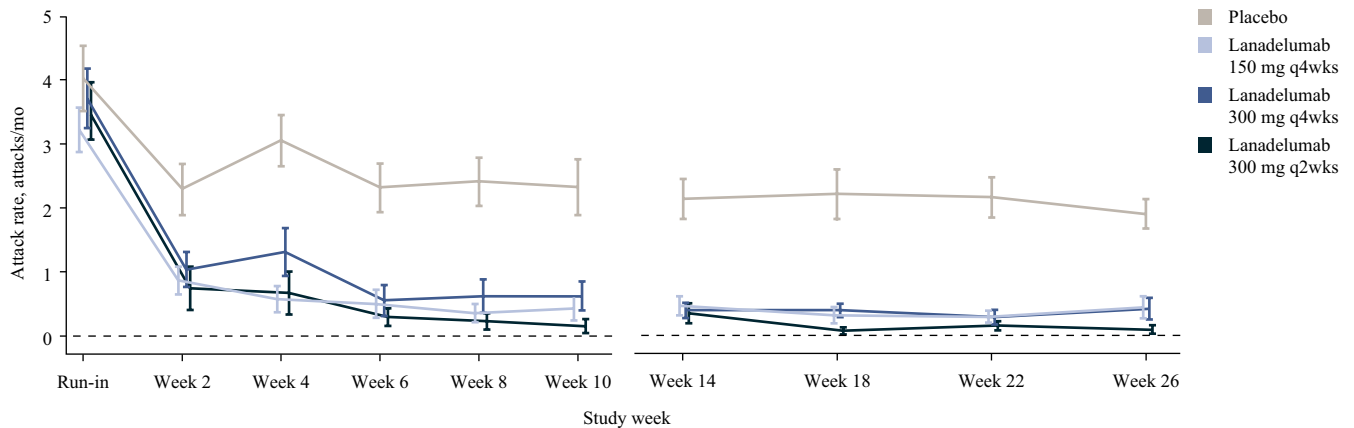 5
4
3
2
1
0
Attack rate, attacks/mo
Run-in
Week 2
Week 4
Week 6
Week 8
Week 10
Week 14
Week 18
Week 22
Week 26
Study week
Placebo
Lanadelumab
150 mg q4wks
Lanadelumab
300 mg q4wks
Lanadelumab
300 mg q2wks